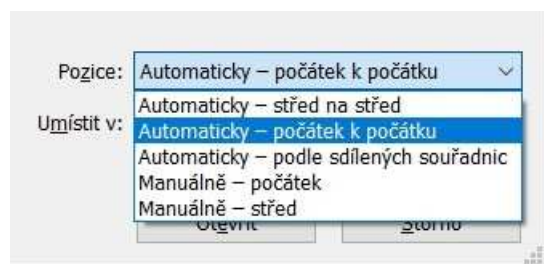 Pozice: Automaticky – počátek k počátku
Automaticky – střed na střed
Umístit v: Automaticky – počátek k počátku
Automaticky – podle sdílených souřadnic
Manuálně – počátek
Manuálně – střed
Otevřít Storno